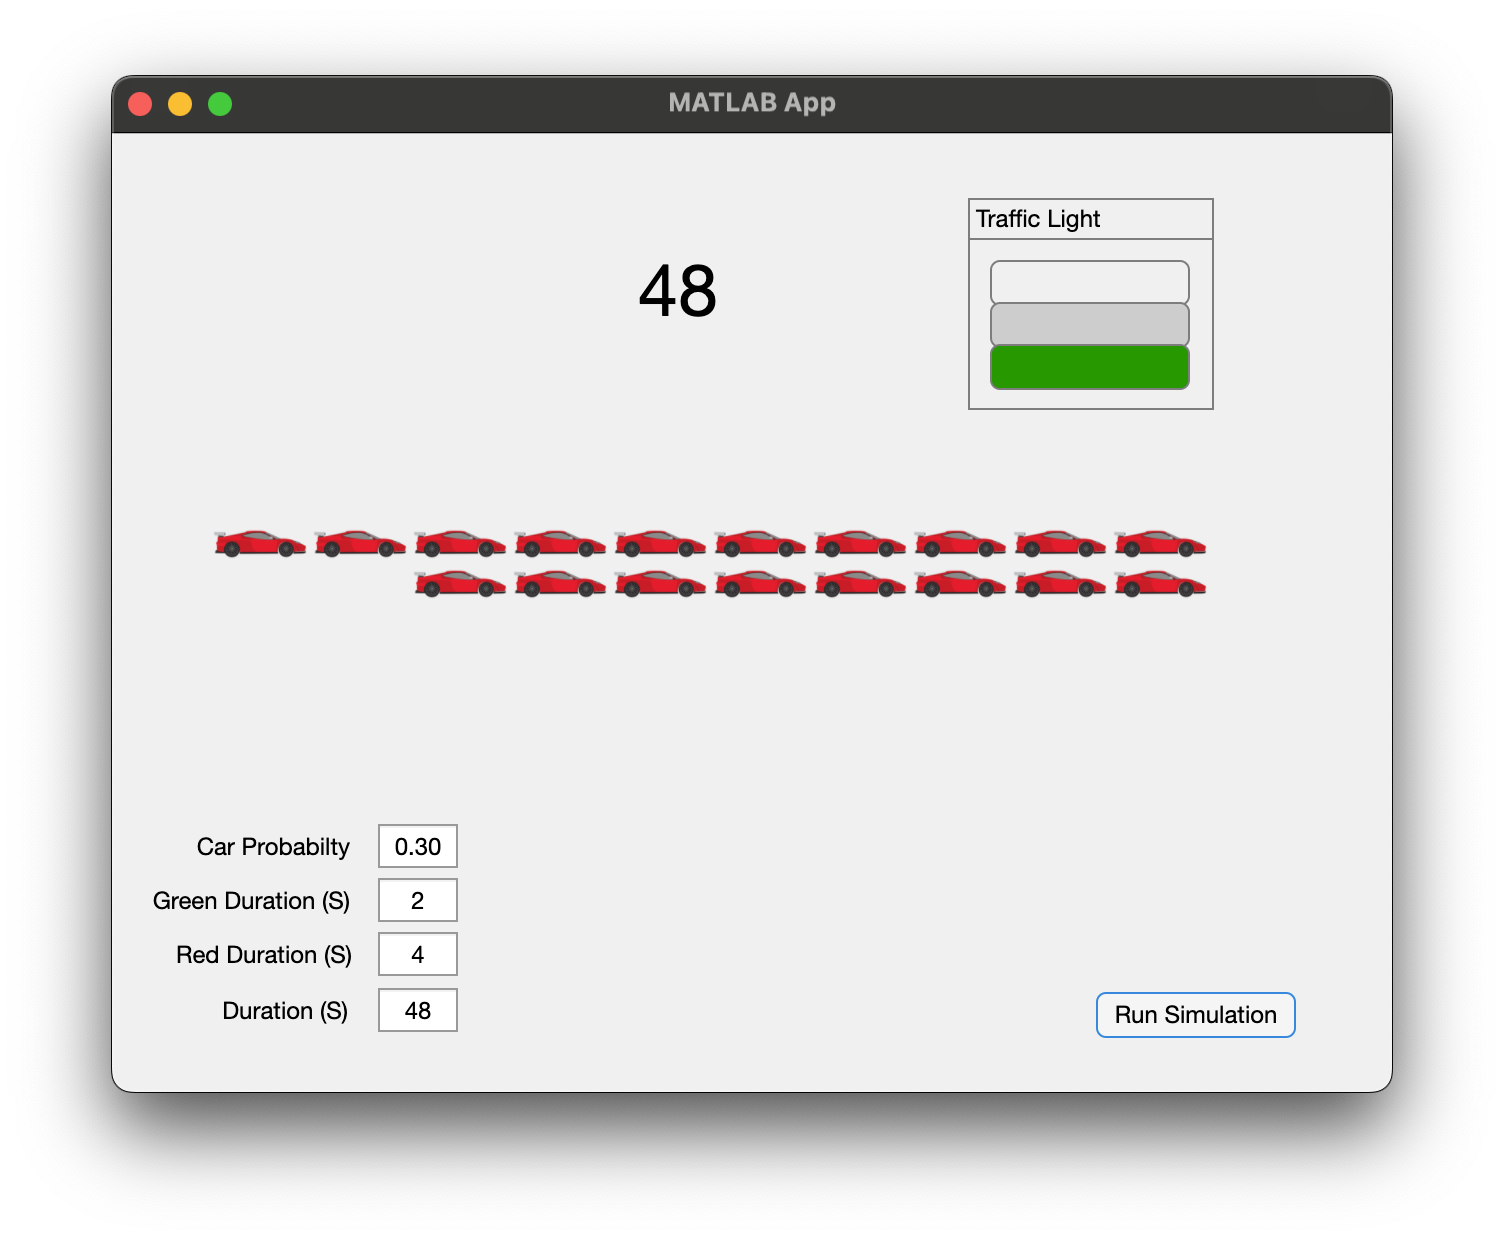 MATLAB App
Traffic Light
48
Car Probabilty
0.30
Green Duration (S)
2
Red Duration (S)
4
Duration (S)
48
Run Simulation